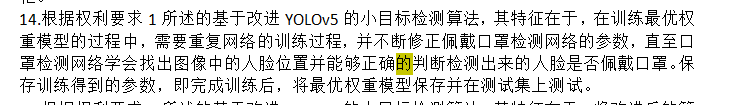 14.根据权利要求 1 所述的基于改进 YOLOv5 的小目标检测算法，其特征在于，在训练最优权
重模型的过程中，需要重复网络的训练过程，并不断修正佩戴口罩检测网络的参数，直至口
罩检测网络学会找出图像中的人脸位置并能够正确的判断检测出来的人脸是否佩戴口罩。保
存训练得到的参数，即完成训练后，将最优权重模型保存并在测试集上测试。